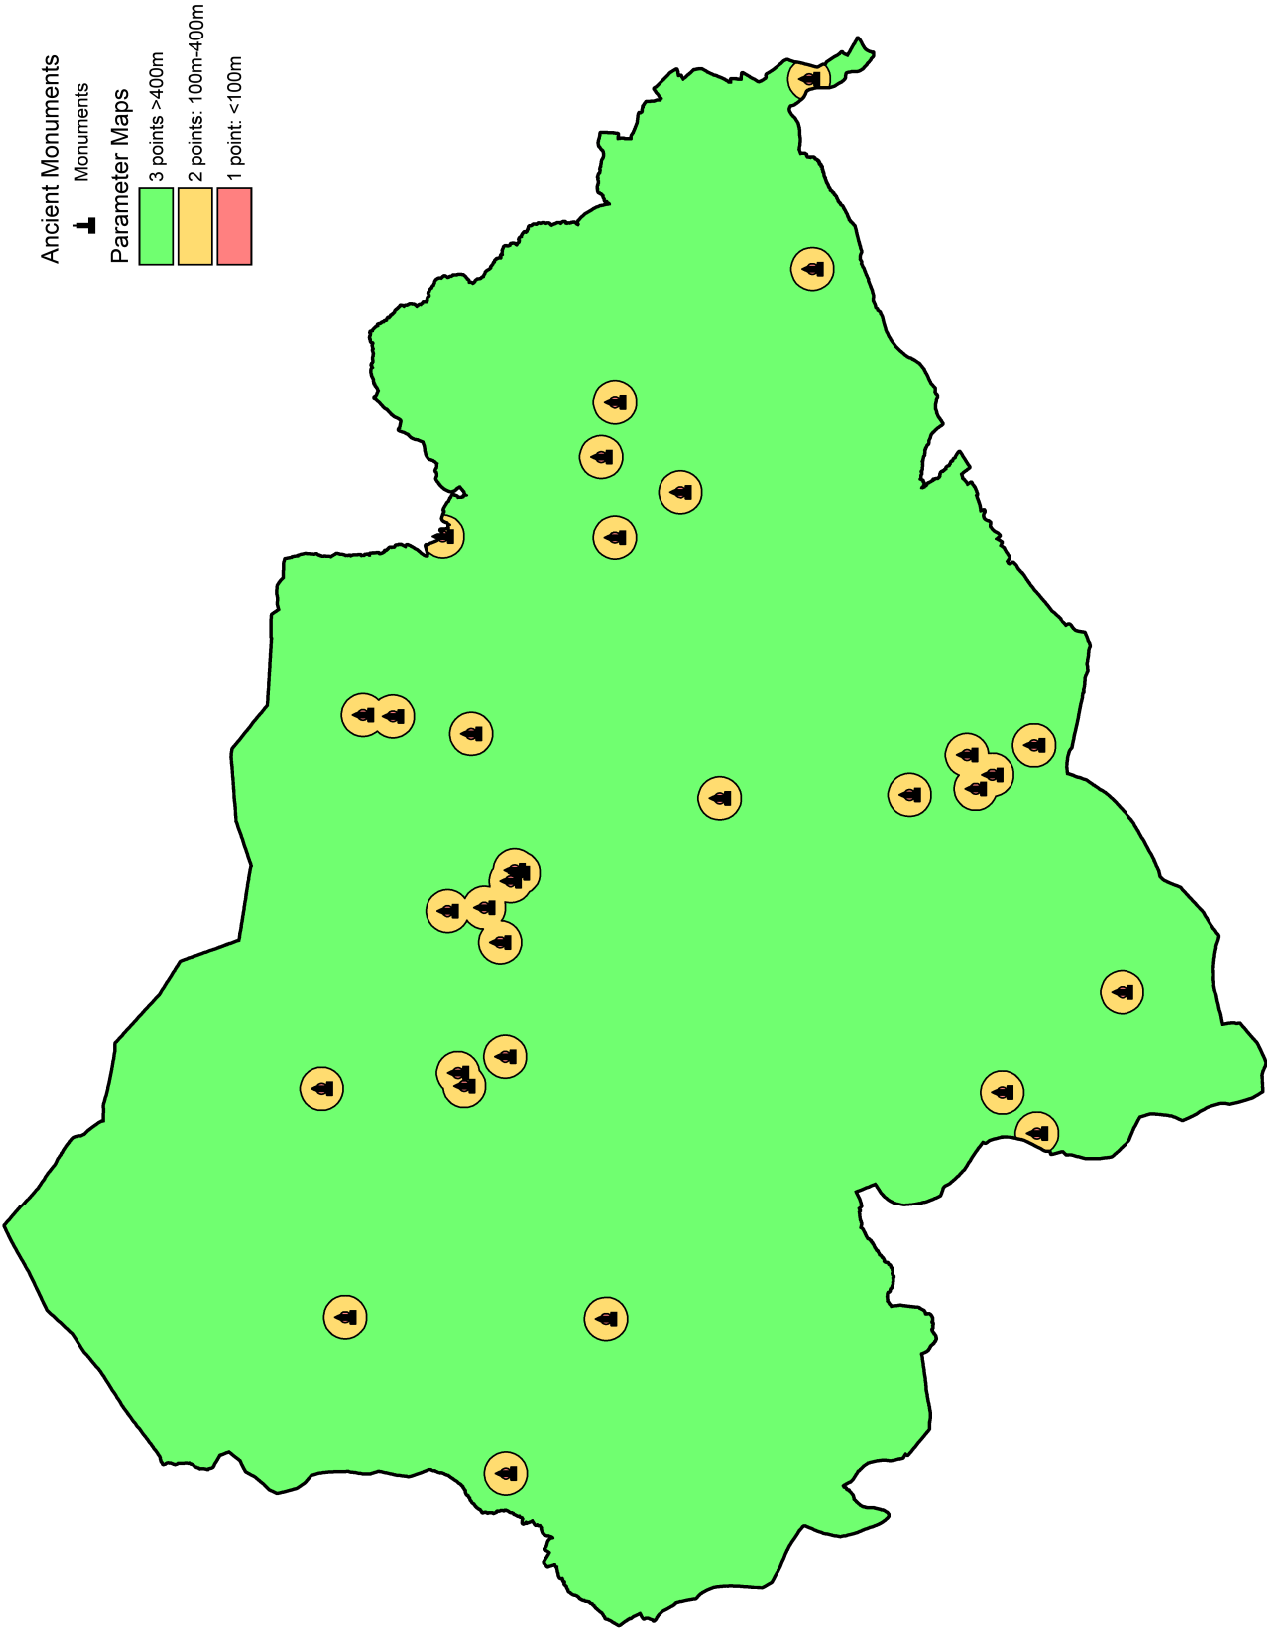 Ancient Monuments
Monuments
Parameter Maps
3 points >400m
2 points: 100m-400m
1 point: <100m